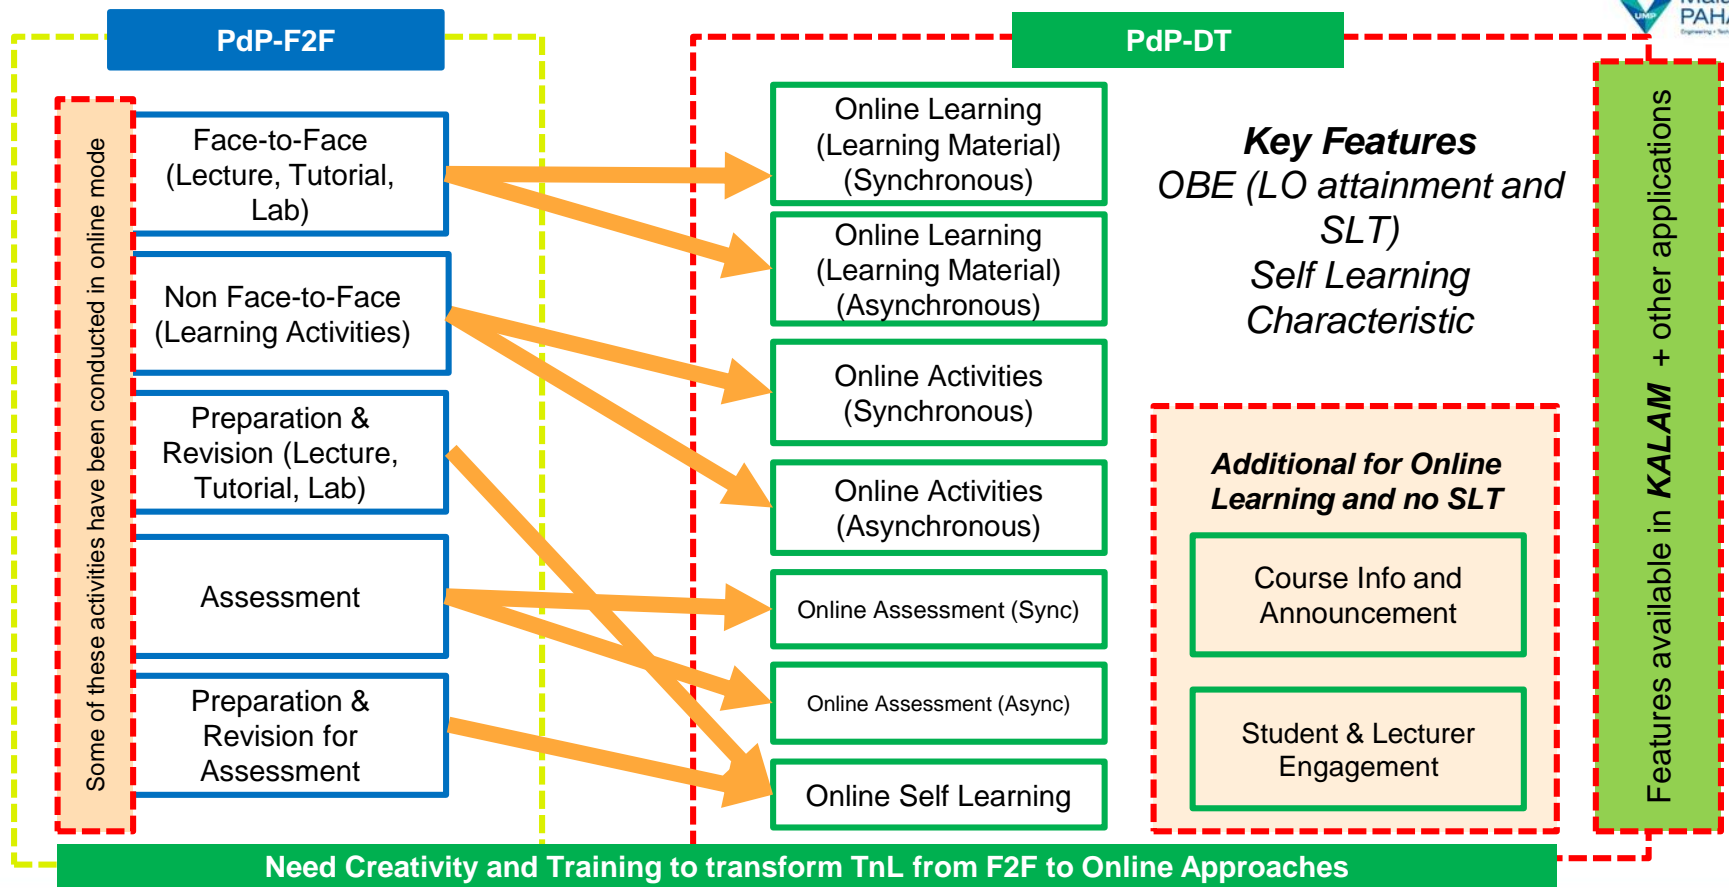 UMP
PAHA
PdP-F2F
PdP-DT
Some of these activities have been conducted in online mode
Face-to-Face
(Lecture, Tutorial,
Lab)
Non Face-to-Face
(Learning Activities)
Preparation &
Revision (Lecture,
Tutorial, Lab)
Assessment
Preparation &
Revision for
Assessment
Online Learning
(Learning Material)
(Synchronous)
Online Learning
(Learning Material)
(Asynchronous)
Online Activities
(Synchronous)
Online Activities
(Asynchronous)
Online Assessment (Sync)
Online Assessment (Async)
Online Self Learning
Key Features
OBE (LO attainment and
SLT)
Self Learning
Characteristic
Additional for Online
Learning and no SLT
Course Info and
Announcement
Student & Lecturer
Engagement
Features available in KALAM + other applications
Need Creativity and Training to transform TnL from F2F to Online Approaches